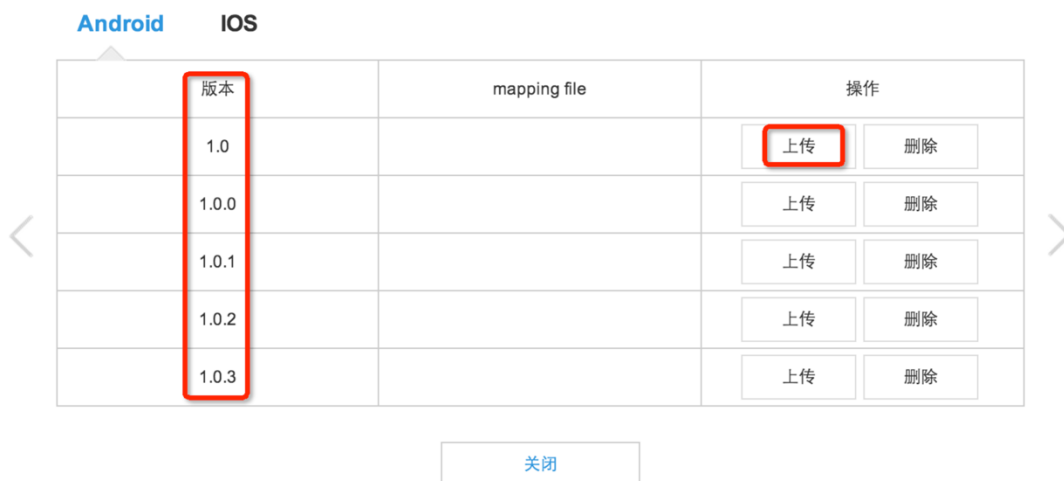 Android IOS
版本 mapping file 操作
1.0 上传 删除
1.0.0 上传 删除
1.0.1 上传 删除
1.0.2 上传 删除
1.0.3 上传 删除
关闭